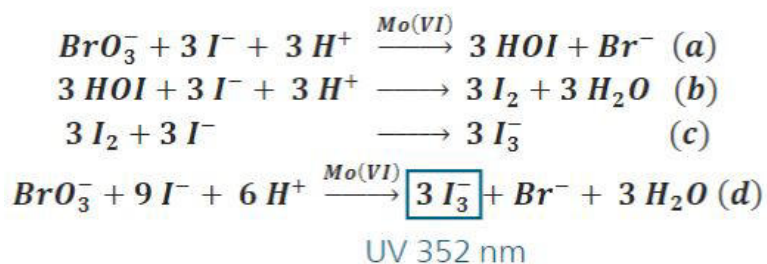 BrO₃⁻ + 3 I⁻ + 3 H⁺ —Mo(VI)→ 3 HOI + Br⁻ (a)
3 HOI + 3 I⁻ + 3 H⁺ ⟶ 3 I₂ + 3 H₂O (b)
3 I₂ + 3 I⁻ ⟶ 3 I₃⁻ (c)
BrO₃⁻ + 9 I⁻ + 6 H⁺ —Mo(VI)→ 3 I₃⁻ + Br⁻ + 3 H₂O (d)
UV 352 nm